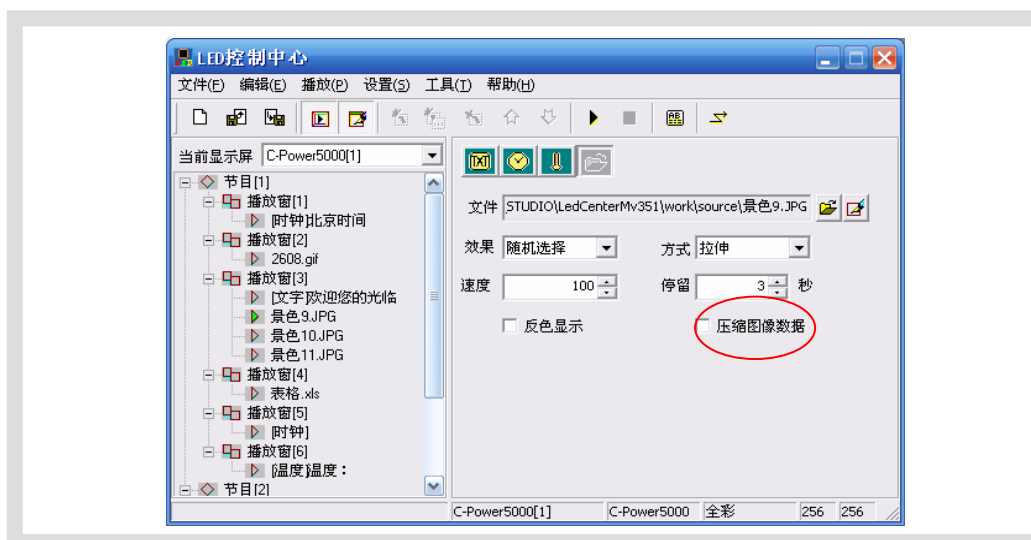 LED控制中心
文件(F) 编辑(E) 播放(P) 设置(S) 工具(T) 帮助(H)
当前显示屏 C-Power5000[1]
节目[1]
播放窗[1]
[时钟]北京时间
播放窗[2]
2608.gif
播放窗[3]
[文字]欢迎您的光临
景色9.JPG
景色10.JPG
景色11.JPG
播放窗[4]
表格.xls
播放窗[5]
[时钟]
播放窗[6]
[温度]温度：
节目[2]
TXT
文件 STUDIO\LedCenterMv351\work\source\景色9.JPG
效果 随机选择 方式 拉伸
速度 100 停留 3 秒
反色显示 压缩图像数据
C-Power5000[1] C-Power5000 全彩 256 256